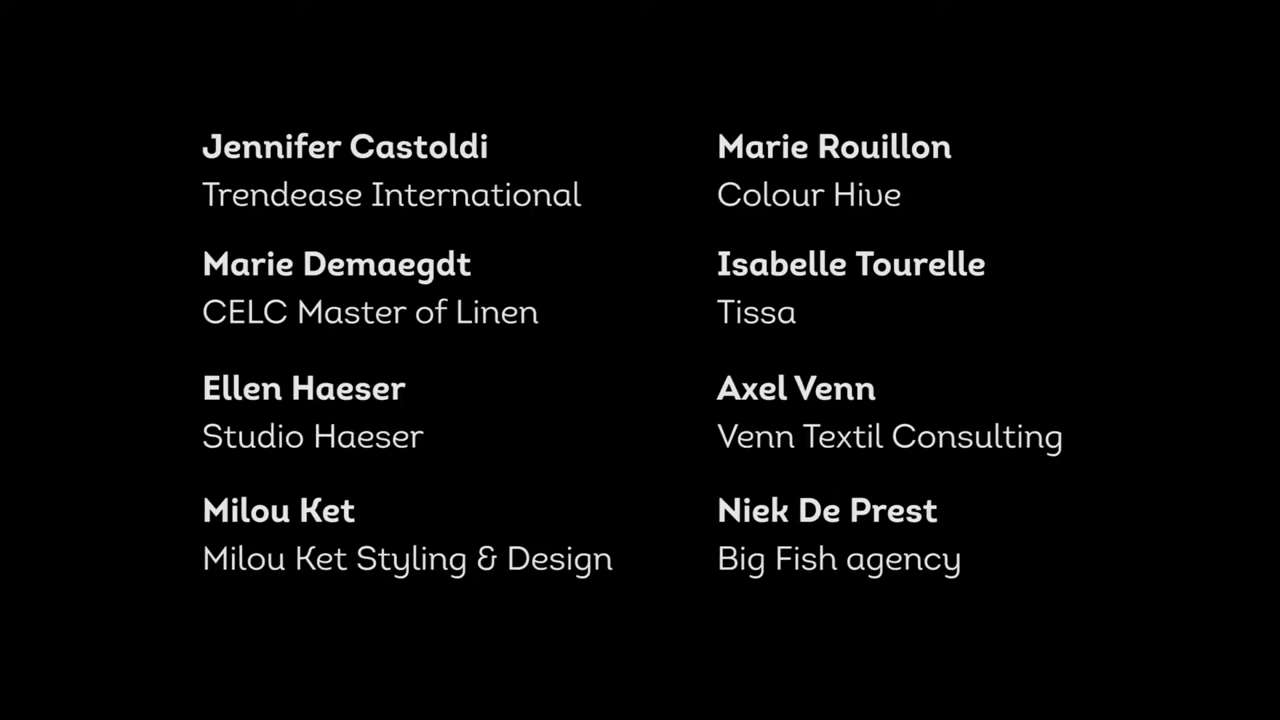 Jennifer Castoldi
Trendease International
Marie Demaegdt
CELC Master of Linen
Ellen Haeser
Studio Haeser
Milou Ket
Milou Ket Styling & Design
Marie Rouillon
Colour Hive
Isabelle Tourelle
Tissa
Axel Venn
Venn Textil Consulting
Niek De Prest
Big Fish agency